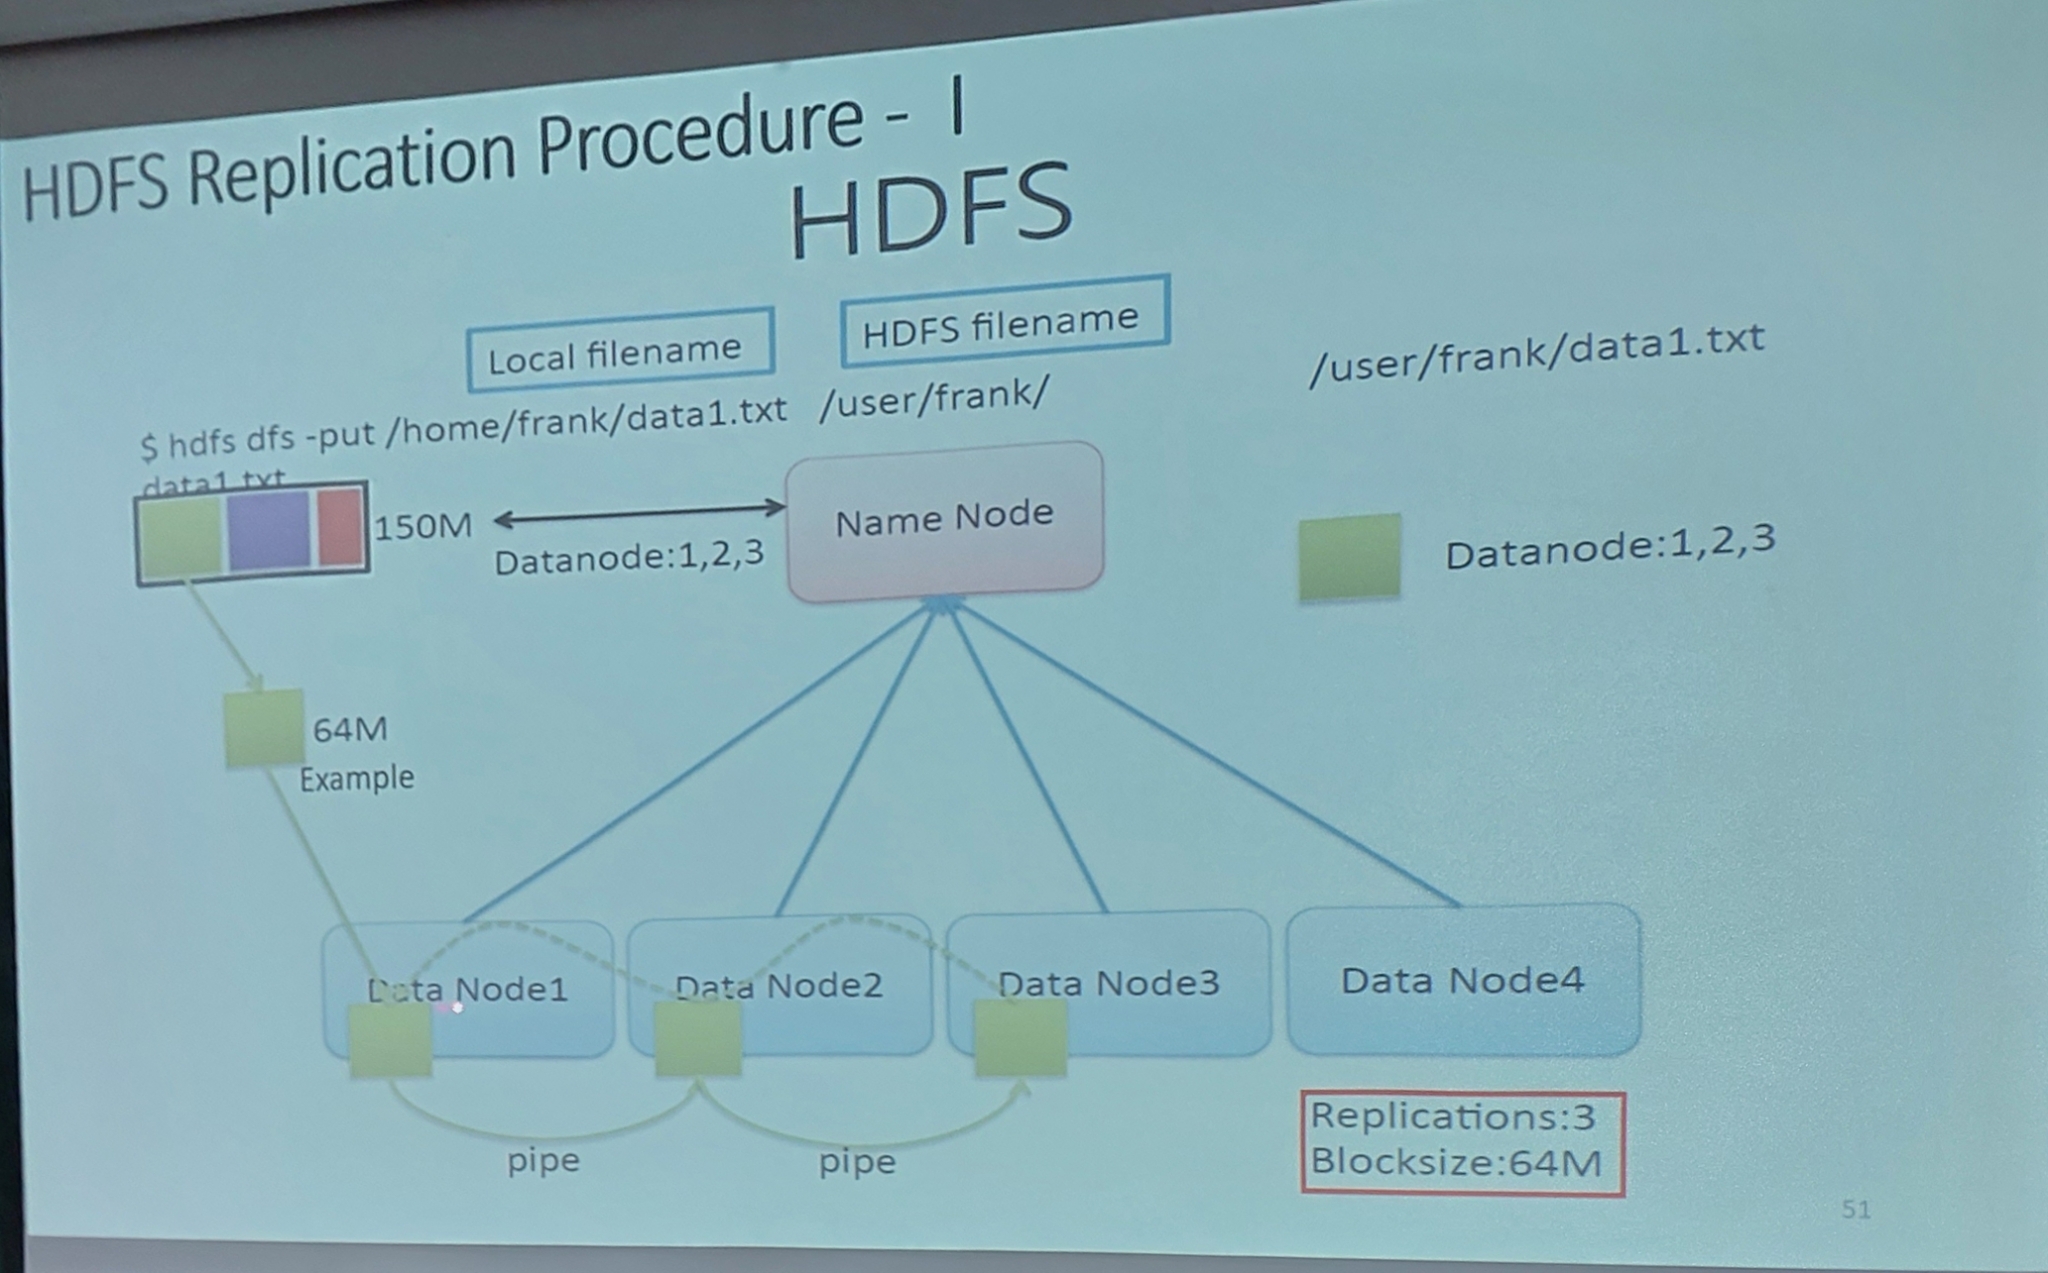 HDFS Replication Procedure - I
HDFS
Local filename
HDFS filename
$ hdfs dfs -put /home/frank/data1.txt /user/frank/
/user/frank/data1.txt
data1.txt
150M
Datanode:1,2,3
Name Node
Datanode:1,2,3
64M
Example
Data Node1
Data Node2
Data Node3
Data Node4
pipe
pipe
Replications:3
Blocksize:64M
51